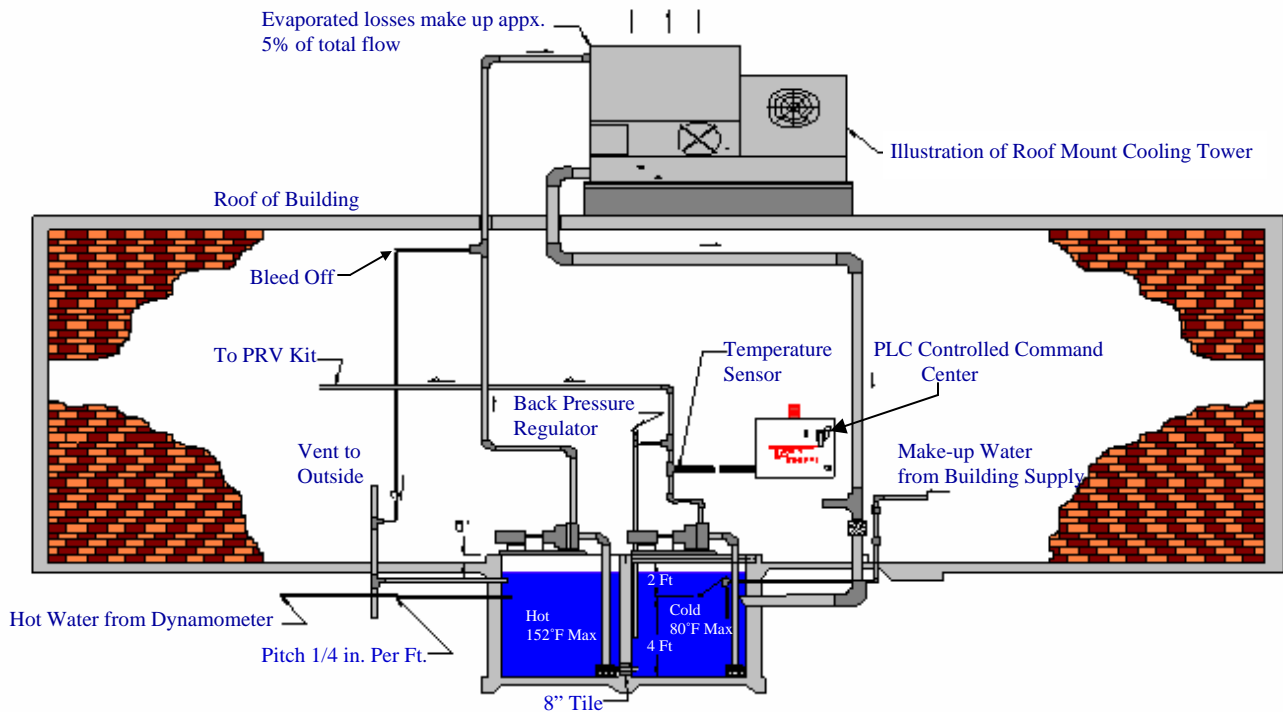 Evaporated losses make up appx.
5% of total flow
Illustration of Roof Mount Cooling Tower
Roof of Building
Bleed Off
To PRV Kit
Temperature
Sensor
PLC Controlled Command
Center
Back Pressure
Regulator
Vent to
Outside
Make-up Water
from Building Supply
2 Ft
Hot
152°F Max
Cold
80°F Max
4 Ft
Hot Water from Dynamometer
Pitch 1/4 in. Per Ft.
8” Tile